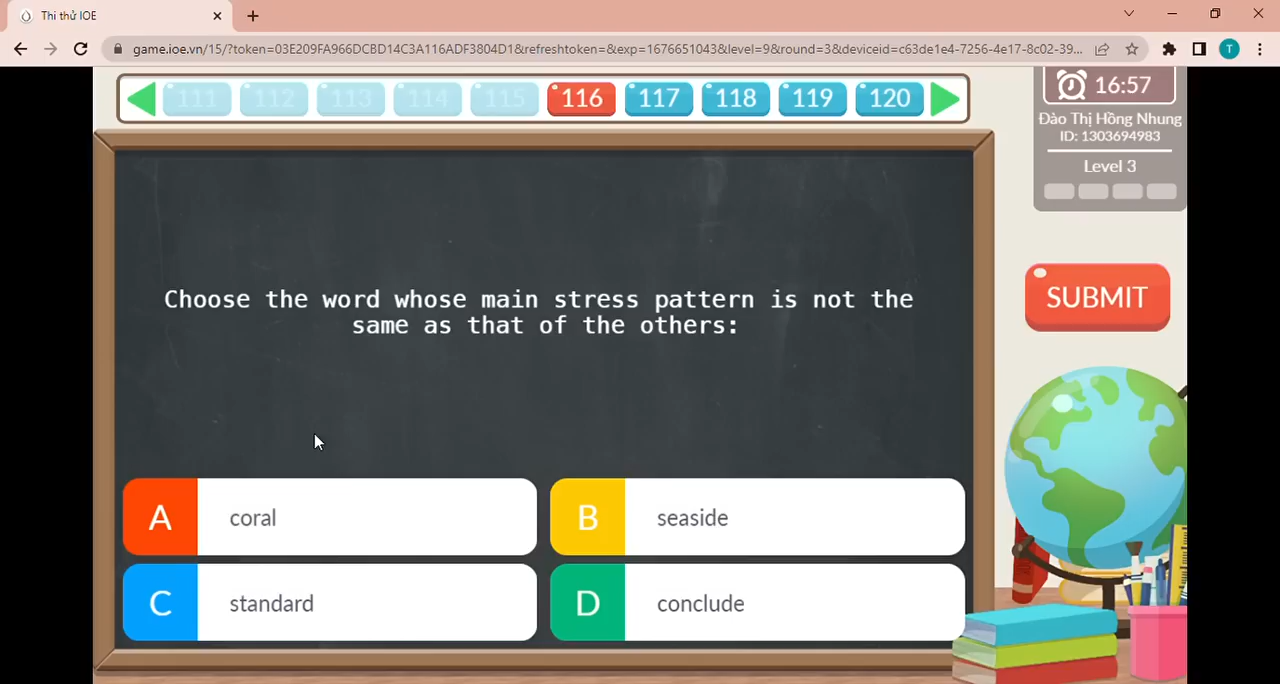 Thi thử IOE
game.ioe.vn/15/?token=03E209FA966DCBD14C3A116ADF3804D1&refreshtoken=&exp=1676651043&level=9&round=3&deviceid=c63de1e4-7256-4e17-8c02-39...
T
111 112 113 114 115 116 117 118 119 120
16:57
Đào Thị Hồng Nhung
ID: 1303694983
Level 3
Choose the word whose main stress pattern is not the
same as that of the others:
SUBMIT
A coral
B seaside
C standard
D conclude